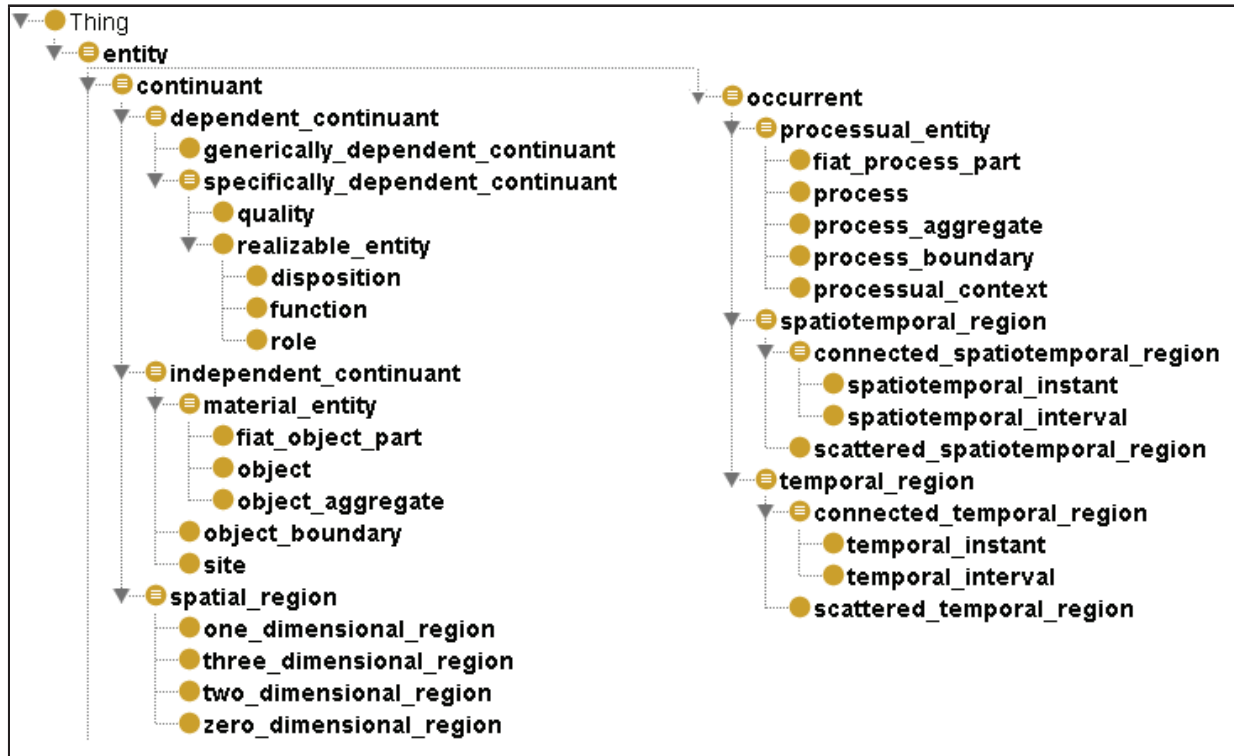 Thing
entity
continuant
dependent_continuant
generically_dependent_continuant
specifically_dependent_continuant
quality
realizable_entity
disposition
function
role
independent_continuant
material_entity
fiat_object_part
object
object_aggregate
object_boundary
site
spatial_region
one_dimensional_region
three_dimensional_region
two_dimensional_region
zero_dimensional_region
occurrent
processual_entity
fiat_process_part
process
process_aggregate
process_boundary
processual_context
spatiotemporal_region
connected_spatiotemporal_region
spatiotemporal_instant
spatiotemporal_interval
scattered_spatiotemporal_region
temporal_region
connected_temporal_region
temporal_instant
temporal_interval
scattered_temporal_region